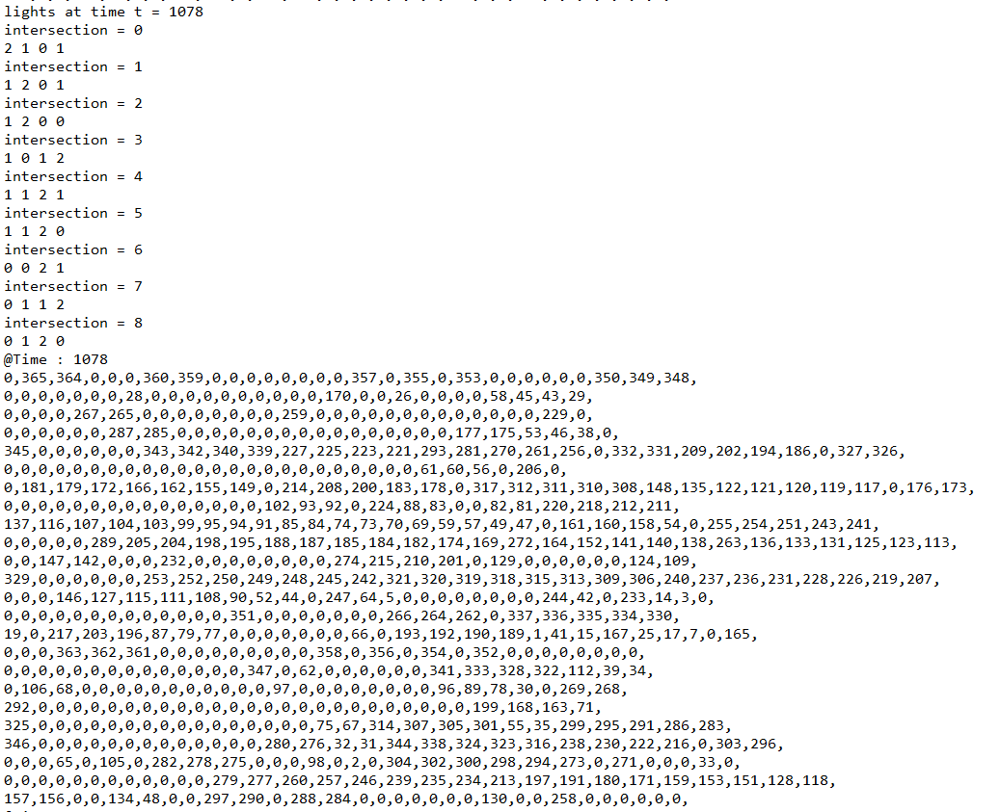 lights at time t = 1078
intersection = 0
2 1 0 1
intersection = 1
1 2 0 1
intersection = 2
1 2 0 0
intersection = 3
1 0 1 2
intersection = 4
1 1 2 1
intersection = 5
1 1 2 0
intersection = 6
0 0 2 1
intersection = 7
0 1 1 2
intersection = 8
0 1 2 0
@Time : 1078
0,365,364,0,0,0,360,359,0,0,0,0,0,0,0,0,357,0,355,0,353,0,0,0,0,0,0,350,349,348,
0,0,0,0,0,0,0,28,0,0,0,0,0,0,0,0,0,0,170,0,0,26,0,0,0,0,58,45,43,29,
0,0,0,0,267,265,0,0,0,0,0,0,0,0,259,0,0,0,0,0,0,0,0,0,0,0,0,0,229,0,
0,0,0,0,0,0,287,285,0,0,0,0,0,0,0,0,0,0,0,0,0,0,0,177,175,53,46,38,0,
345,0,0,0,0,0,0,343,342,340,339,227,225,223,221,293,281,270,261,256,0,332,331,209,202,194,186,0,327,326,
0,0,0,0,0,0,0,0,0,0,0,0,0,0,0,0,0,0,0,0,0,0,0,0,61,60,56,0,206,0,
0,181,179,172,166,162,155,149,0,214,208,200,183,178,0,317,312,311,310,308,148,135,122,121,120,119,117,0,176,173,
0,0,0,0,0,0,0,0,0,0,0,0,0,0,0,102,93,92,0,224,88,83,0,0,82,81,220,218,212,211,
137,116,107,104,103,99,95,94,91,85,84,74,73,70,69,59,57,49,47,0,161,160,158,54,0,255,254,251,243,241,
0,0,0,0,0,289,205,204,198,195,188,187,185,184,182,174,169,272,164,152,141,140,138,263,136,133,131,125,123,113,
0,0,147,142,0,0,0,232,0,0,0,0,0,0,0,0,274,215,210,201,0,129,0,0,0,0,0,0,124,109,
329,0,0,0,0,0,0,253,252,250,249,248,245,242,321,320,319,318,315,313,309,306,240,237,236,231,228,226,219,207,
0,0,0,146,127,115,111,108,90,52,44,0,247,64,5,0,0,0,0,0,0,0,0,244,42,0,233,14,3,0,
0,0,0,0,0,0,0,0,0,0,0,0,0,351,0,0,0,0,0,0,0,266,264,262,0,337,336,335,334,330,
19,0,217,203,196,87,79,77,0,0,0,0,0,0,0,66,0,193,192,190,189,1,41,15,167,25,17,7,0,165,
0,0,0,363,362,361,0,0,0,0,0,0,0,0,0,358,0,356,0,354,0,352,0,0,0,0,0,0,0,0,
0,0,0,0,0,0,0,0,0,0,0,0,0,0,347,0,62,0,0,0,0,0,0,341,333,328,322,112,39,34,
0,106,68,0,0,0,0,0,0,0,0,0,0,0,97,0,0,0,0,0,0,0,0,96,89,78,30,0,269,268,
292,0,0,0,0,0,0,0,0,0,0,0,0,0,0,0,0,0,0,0,0,0,0,0,0,0,199,168,163,71,
325,0,0,0,0,0,0,0,0,0,0,0,0,0,0,0,0,75,67,314,307,305,301,55,35,299,295,291,286,283,
346,0,0,0,0,0,0,0,0,0,0,0,0,0,280,276,32,31,344,338,324,323,316,238,230,222,216,0,303,296,
0,0,0,65,0,105,0,282,278,275,0,0,0,98,0,2,0,304,302,300,298,294,273,0,271,0,0,0,33,0,
0,0,0,0,0,0,0,0,0,0,0,0,279,277,260,257,246,239,235,234,213,197,191,180,171,159,153,151,128,118,
157,156,0,0,134,48,0,0,297,290,0,288,284,0,0,0,0,0,0,0,130,0,0,258,0,0,0,0,0,0,